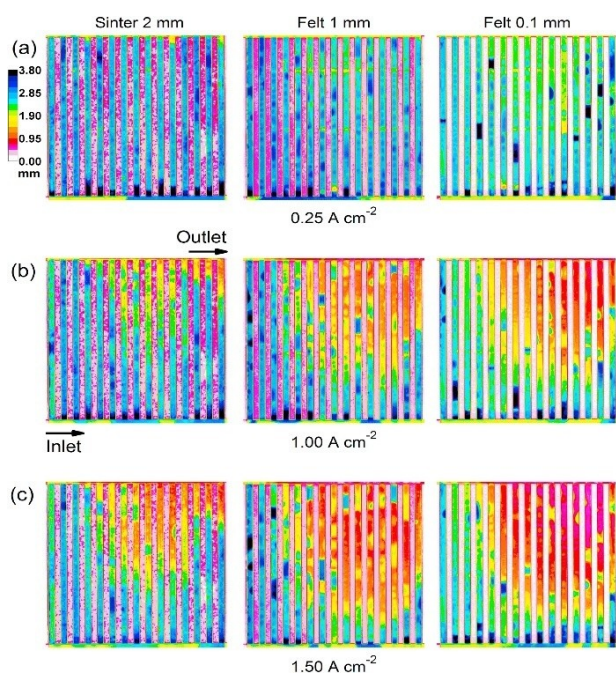 Sinter 2 mm Felt 1 mm Felt 0.1 mm
(a)
3.80
2.85
1.90
0.95
0.00
mm
0.25 A cm⁻²
Outlet
(b)
Inlet
1.00 A cm⁻²
(c)
1.50 A cm⁻²